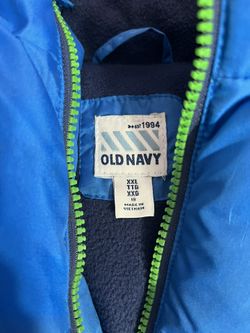 EST 1994
OLD NAVY
XXL
TTG
XXG
18
MADE IN
VIETNAM